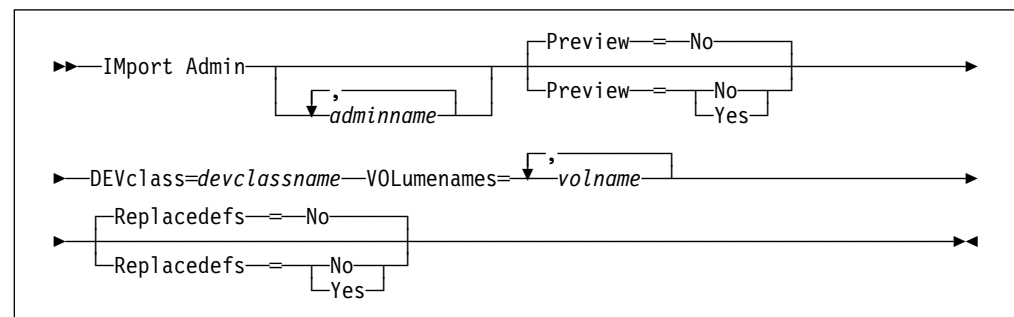 Preview = No
IMport Admin
,
adminname
Preview = No
Yes
DEVclass=devclassname VOLumenames=
,
volname
Replacedefs = No
Replacedefs = No
Yes